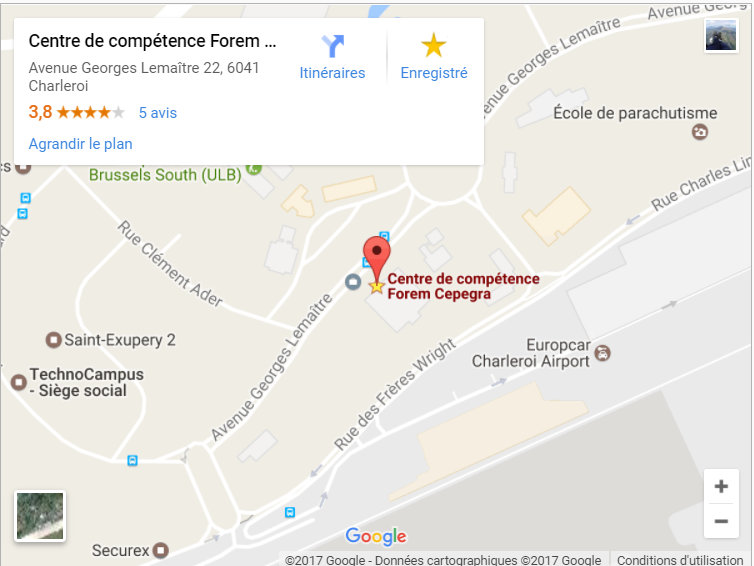 Centre de compétence Forem ...
Avenue Georges Lemaître 22, 6041
Charleroi
3,8
5 avis
Agrandir le plan
Itinéraires
Enregistré
Avenue Georg
Avenue Georges Lemaître
École de parachutisme
cs
Brussels South (ULB)
Rue Charles Lin
Rue Clément Ader
Centre de compétence
Forem Cepegra
Saint-Exupery 2
Avenue Georges Lemaître
Rue des Frères Wright
Europcar
Charleroi Airport
TechnoCampus
- Siège social
Securex
Google
+
−
©2017 Google - Données cartographiques ©2017 Google
Conditions d'utilisation